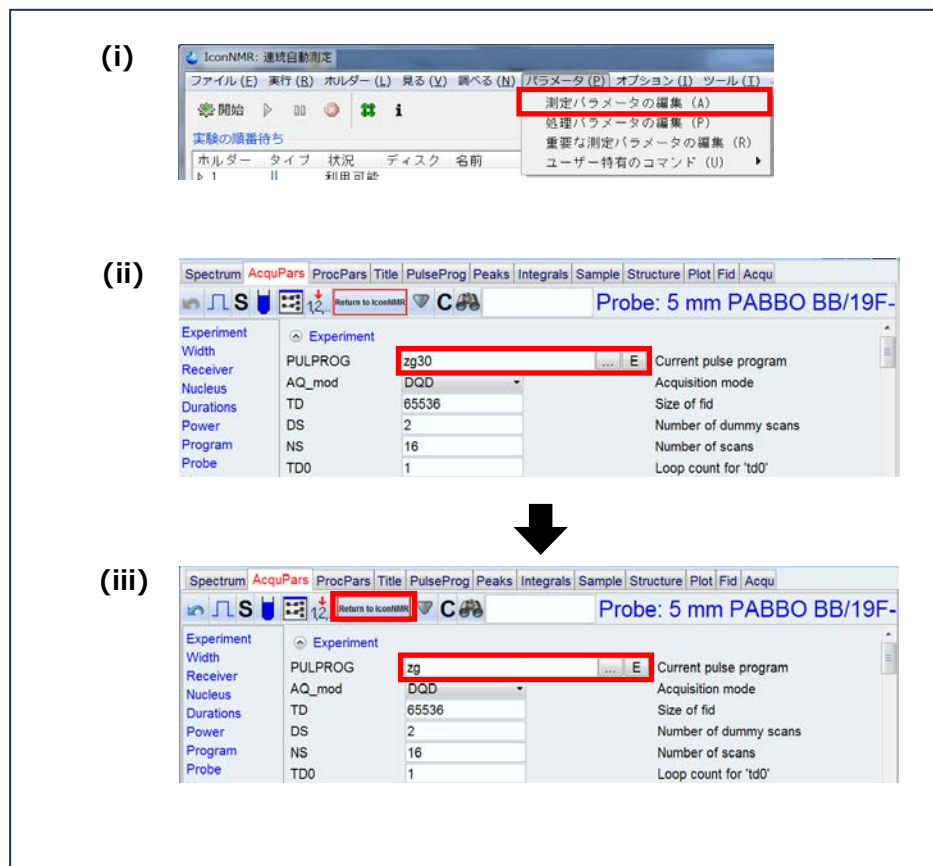 (i)
IconNMR: 連続自動測定
ファイル(F) 実行(R) ホルダー(L) 見る(V) 調べる(N) パラメータ(P) オプション(I) ツール(T)
開始 i
測定パラメータの編集 (A)
処理パラメータの編集 (P)
重要な測定パラメータの編集 (R)
ユーザー特有のコマンド (U)
実験の順番待ち
ホルダー タイプ 状況 ディスク 名前
1 利用可能
(ii)
Spectrum AcquPars ProcPars Title PulseProg Peaks Integrals Sample Structure Plot Fid Acqu
S 1,2,.. Return to IconNMR C Probe: 5 mm PABBO BB/19F-
Experiment
Width
Receiver
Nucleus
Durations
Power
Program
Probe
Experiment
PULPROG zg30 ... E Current pulse program
AQ_mod DQD Acquisition mode
TD 65536 Size of fid
DS 2 Number of dummy scans
NS 16 Number of scans
TD0 1 Loop count for 'td0'
(iii)
Spectrum AcquPars ProcPars Title PulseProg Peaks Integrals Sample Structure Plot Fid Acqu
S 1,2,.. Return to IconNMR C Probe: 5 mm PABBO BB/19F-
Experiment
Width
Receiver
Nucleus
Durations
Power
Program
Probe
Experiment
PULPROG zg ... E Current pulse program
AQ_mod DQD Acquisition mode
TD 65536 Size of fid
DS 2 Number of dummy scans
NS 16 Number of scans
TD0 1 Loop count for 'td0'